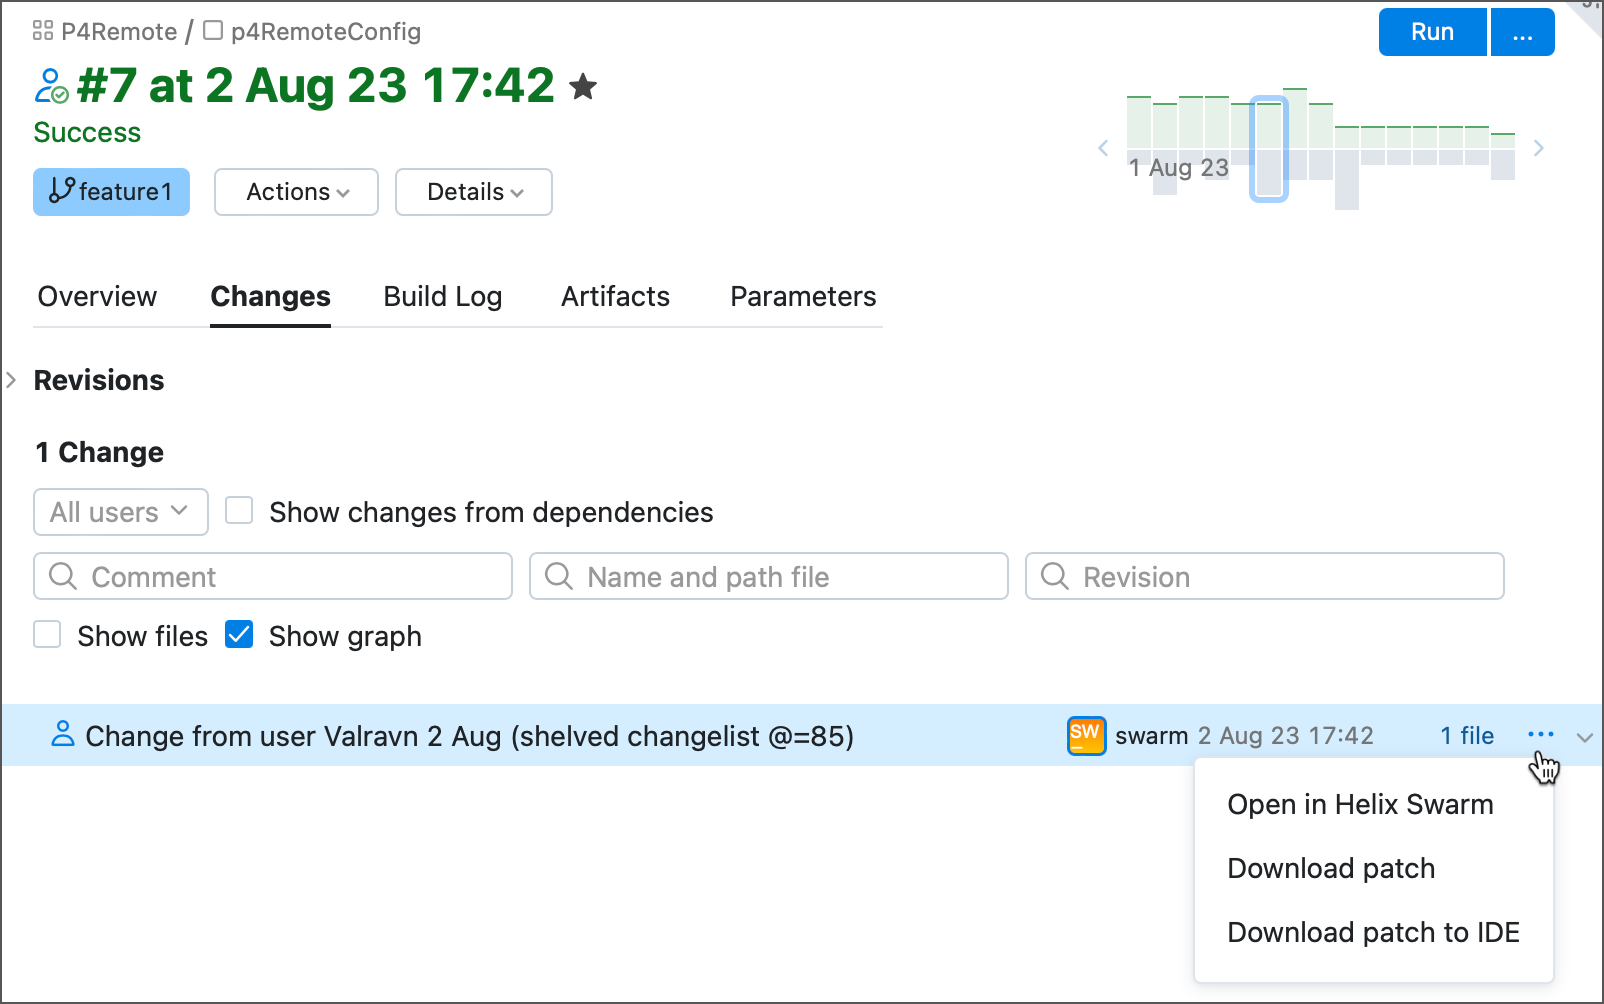 P4Remote / p4RemoteConfig
Run
...
#7 at 2 Aug 23 17:42
Success
1 Aug 23
feature1
Actions
Details
Overview
Changes
Build Log
Artifacts
Parameters
Revisions
1 Change
All users
Show changes from dependencies
Comment
Name and path file
Revision
Show files
Show graph
Change from user Valravn 2 Aug (shelved changelist @=85)
SW
swarm 2 Aug 23 17:42
1 file
Open in Helix Swarm
Download patch
Download patch to IDE